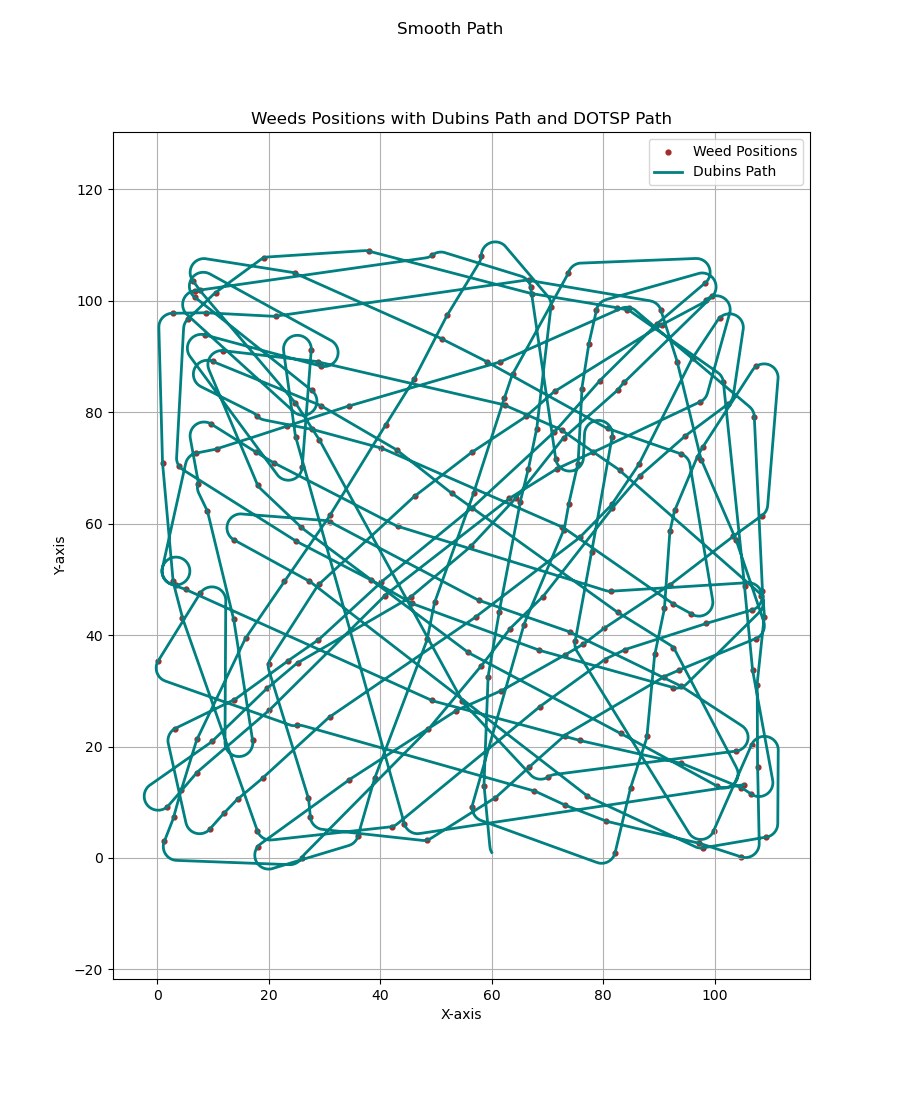 Smooth Path
Weeds Positions with Dubins Path and DOTSP Path
Weed Positions
Dubins Path
120
100
80
60
40
20
0
−20
Y-axis
0 20 40 60 80 100
X-axis